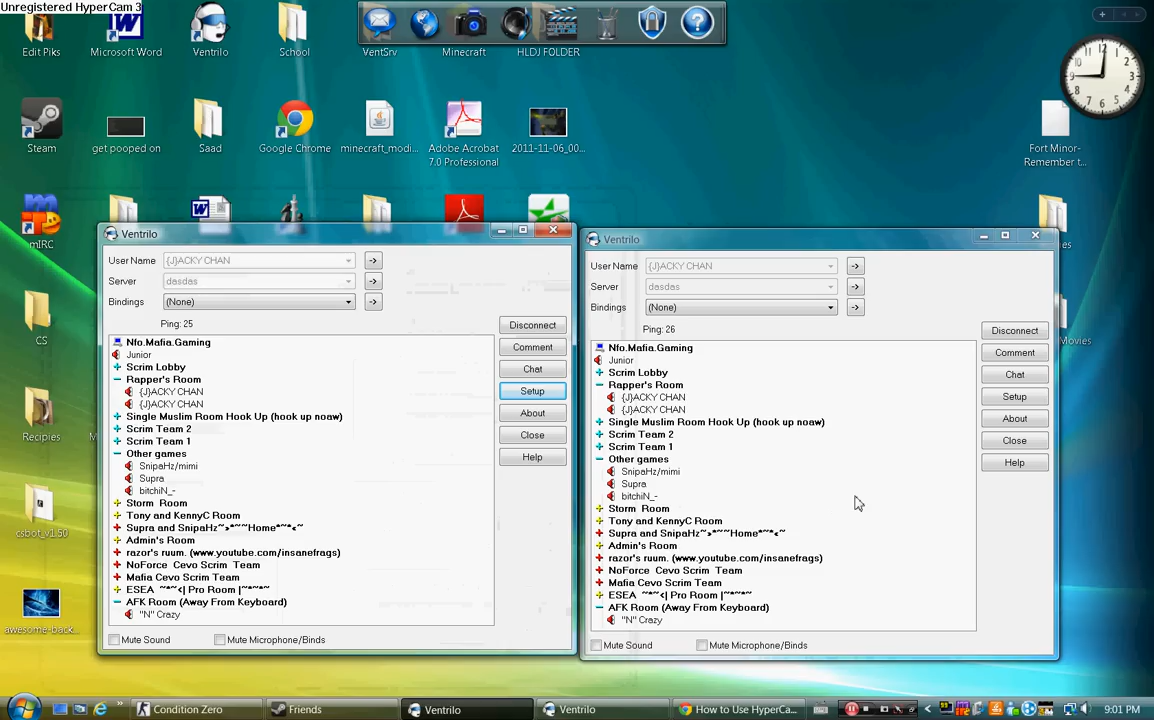 Unregistered HyperCam 3
Edit Piks
Microsoft Word
Ventrilo
School
VentSrv
Minecraft
HLDJ FOLDER
Steam
get pooped on
Saad
Google Chrome
minecraft_modi...
Adobe Acrobat
7.0 Professional
2011-11-06_00...
Fort Minor-
Remember t...
mIRC
CS
Recipies
csbot_v1.50
awesome-back...
Movies
Ventrilo
User Name
{J}ACKY CHAN
Server
dasdas
Bindings
(None)
Ping: 25
Nfo.Mafia.Gaming
Junior
Scrim Lobby
Rapper's Room
{J}ACKY CHAN
{J}ACKY CHAN
Single Muslim Room Hook Up (hook up noaw)
Scrim Team 2
Scrim Team 1
Other games
SnipaHz/mimi
Supra
bitchiN_-
Storm Room
Tony and KennyC Room
Supra and SnipaHz~>*~~Home*~*<~
Admin's Room
razor's ruum. (www.youtube.com/insanefrags)
NoForce Cevo Scrim Team
Mafia Cevo Scrim Team
ESEA ~*~<| Pro Room |~*~*~
AFK Room (Away From Keyboard)
"N" Crazy
Disconnect
Comment
Chat
Setup
About
Close
Help
Mute Sound
Mute Microphone/Binds
Ventrilo
User Name
{J}ACKY CHAN
Server
dasdas
Bindings
(None)
Ping: 26
Nfo.Mafia.Gaming
Junior
Scrim Lobby
Rapper's Room
{J}ACKY CHAN
{J}ACKY CHAN
Single Muslim Room Hook Up (hook up noaw)
Scrim Team 2
Scrim Team 1
Other games
SnipaHz/mimi
Supra
bitchiN_-
Storm Room
Tony and KennyC Room
Supra and SnipaHz~>*~~Home*~*<~
Admin's Room
razor's ruum. (www.youtube.com/insanefrags)
NoForce Cevo Scrim Team
Mafia Cevo Scrim Team
ESEA ~*~<| Pro Room |~*~*~
AFK Room (Away From Keyboard)
"N" Crazy
Disconnect
Comment
Chat
Setup
About
Close
Help
Mute Sound
Mute Microphone/Binds
Condition Zero
Friends
Ventrilo
Ventrilo
How to Use HyperCa...
9:01 PM